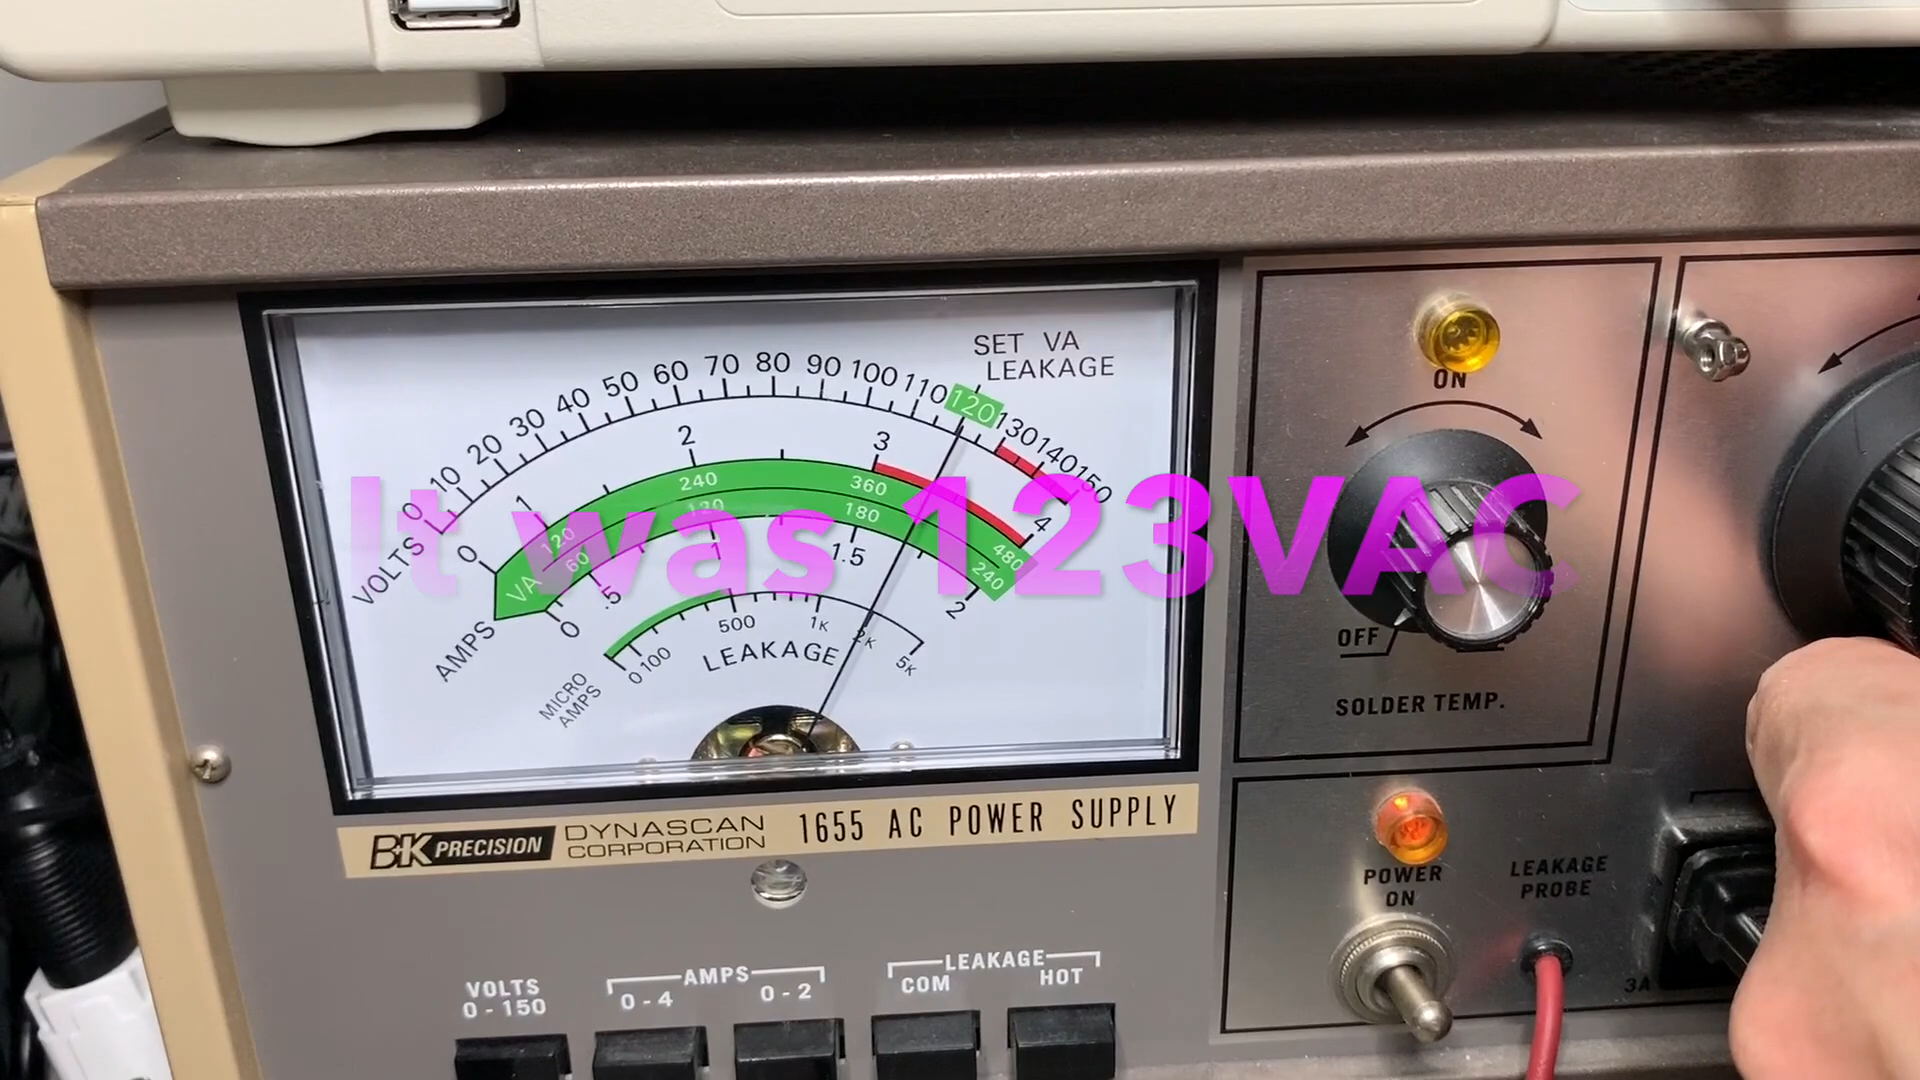 SET VA
LEAKAGE
0 10 20 30 40 50 60 70 80 90 100 110 120 130 140 150
VOLTS
0 1 2 3 4
VA 120 240 360 480
60 120 180 240
AMPS
0 .5 1 1.5 2
0 100 500 1K 2K 5K
MICRO
AMPS
LEAKAGE
It was 123VAC
ON
OFF
SOLDER TEMP.
B+K PRECISION
DYNASCAN
CORPORATION
1655 AC POWER SUPPLY
POWER
ON
LEAKAGE
PROBE
3A
VOLTS
0-150
AMPS
0-4
0-2
LEAKAGE
COM
HOT